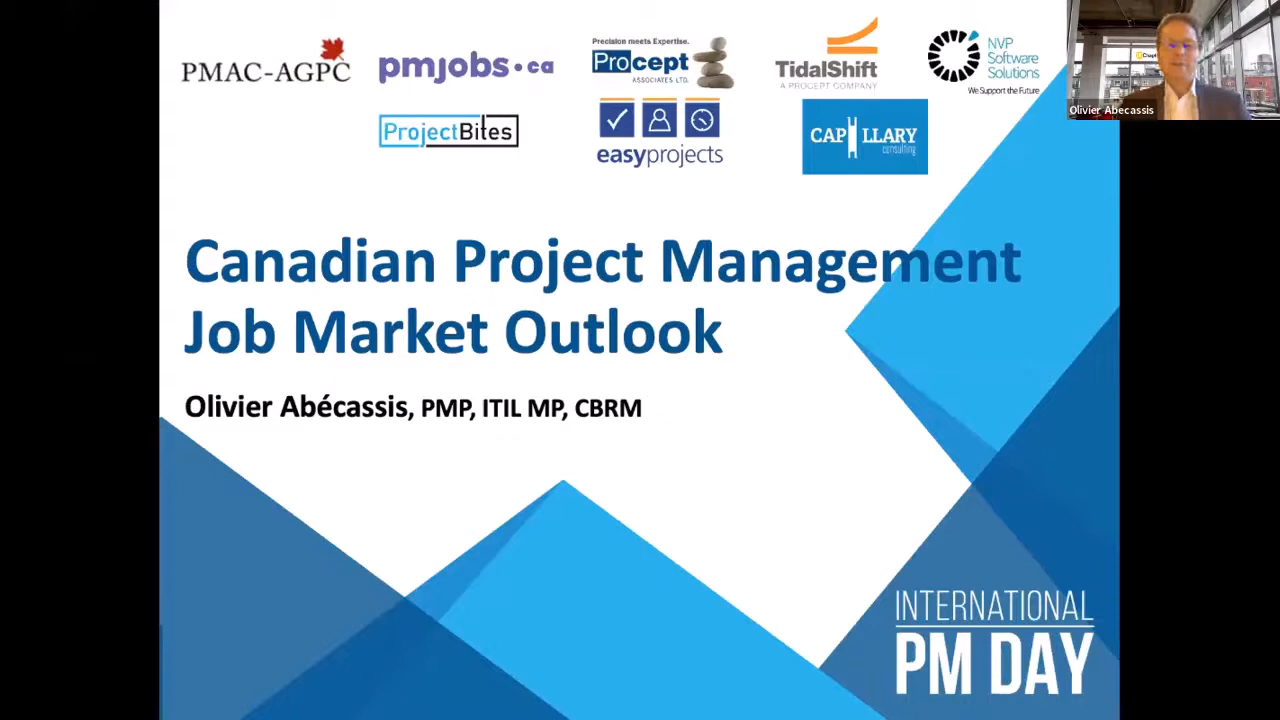 PMAC-AGPC
pmjobs.ca
Precision meets Expertise.
Procept
ASSOCIATES LTD.
TidalShift
A PROCEPT COMPANY
NVP
Software
Solutions
We Support the Future
Olivier Abecassis
ProjectBites
easyprojects
CAPILLARY
consulting
Canadian Project Management
Job Market Outlook
Olivier Abécassis, PMP, ITIL MP, CBRM
INTERNATIONAL
PM DAY